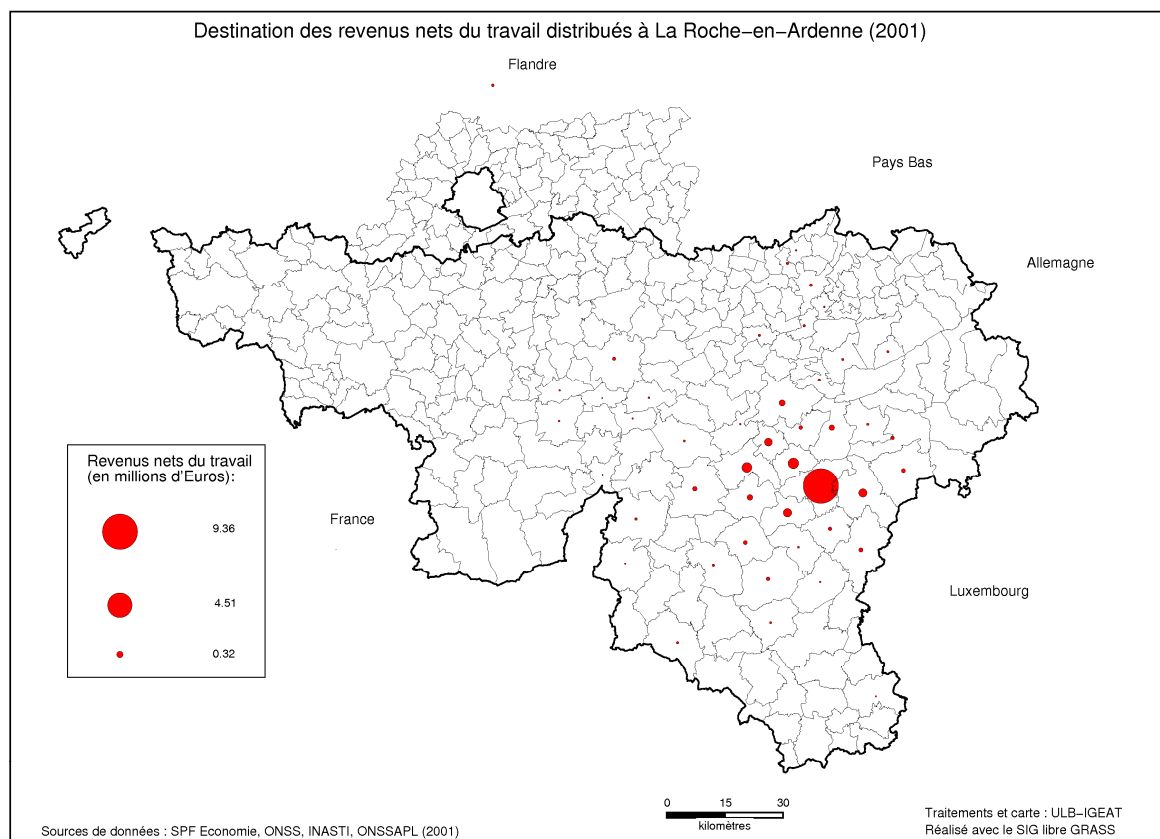 Destination des revenus nets du travail distribués à La Roche−en−Ardenne (2001)
Flandre
Pays Bas
Allemagne
Revenus nets du travail
(en millions d'Euros):
9.36
4.51
0.32
France
Luxembourg
0 15 30
kilomètres
Sources de données : SPF Economie, ONSS, INASTI, ONSSAPL (2001)
Traitements et carte : ULB−IGEAT
Réalisé avec le SIG libre GRASS